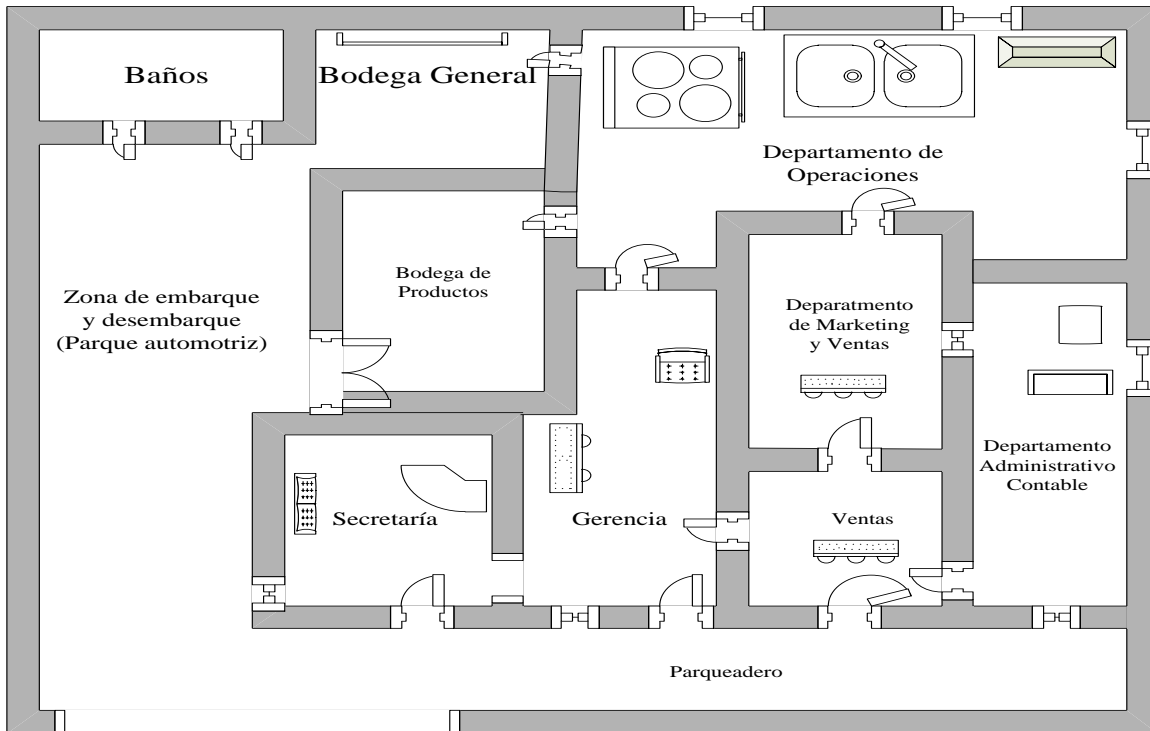 Baños
Bodega General
Departamento de
Operaciones
Bodega de
Productos
Zona de embarque
y desembarque
(Parque automotriz)
Deparatmento
de Marketing
y Ventas
Departamento
Administrativo
Contable
Secretaría
Gerencia
Ventas
Parqueadero